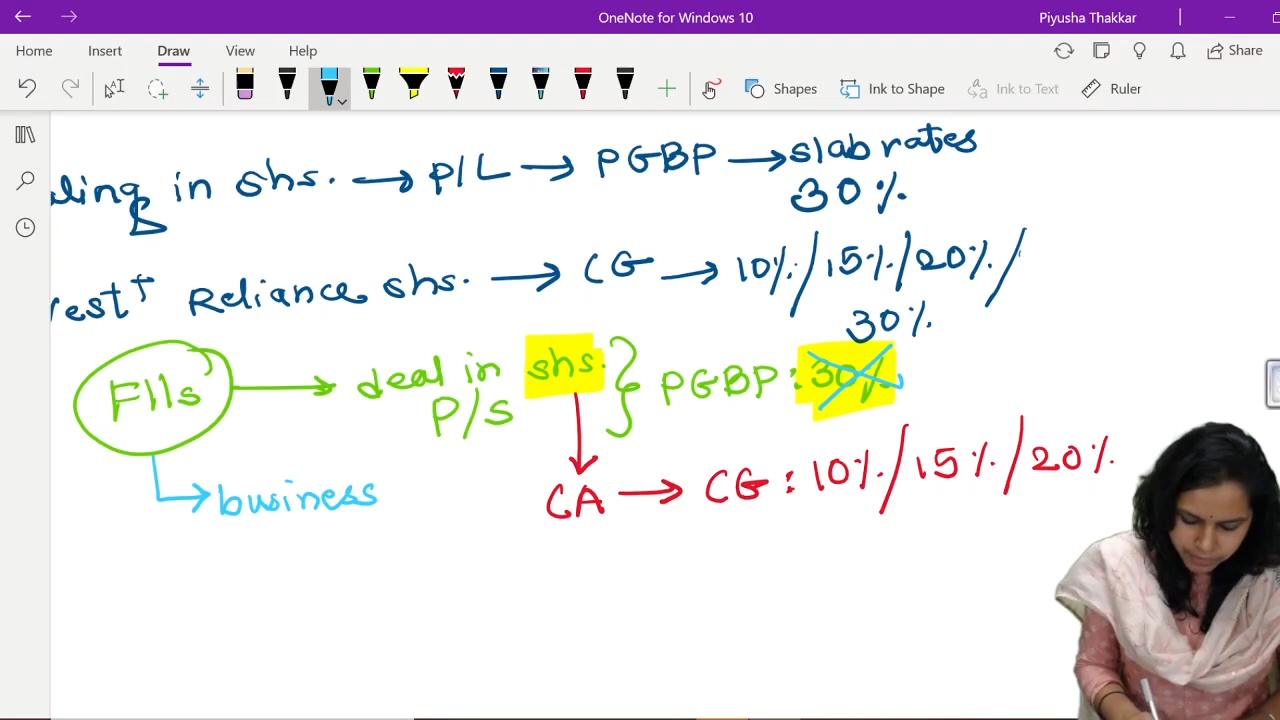 OneNote for Windows 10
Piyusha Thakkar
Home Insert Draw View Help
Share
Shapes Ink to Shape Ink to Text Ruler
in shs. → P/L → PGBP → slab rates
30%
Reliance shs. → CG → 10%/15%/20%/
30%
FIIs → deal in shs. } PGBP: 30%
P/S
business
CA → CG: 10%/15%/20%